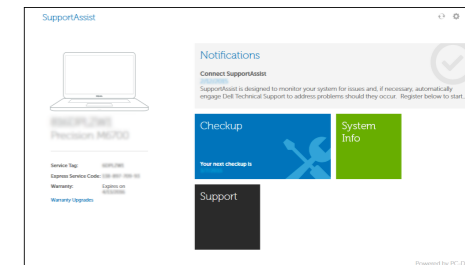 SupportAssist
Notifications
Connect SupportAssist
SupportAssist is designed to monitor your system for issues and, if necessary, automatically
engage Dell Technical Support to address problems should they occur. Register below to start..
Checkup
System
Info
Precision M6700
Your next checkup is
Service Tag:
Express Service Code:
Warranty: Expires on
Warranty Upgrades
Support
Powered by PC-D